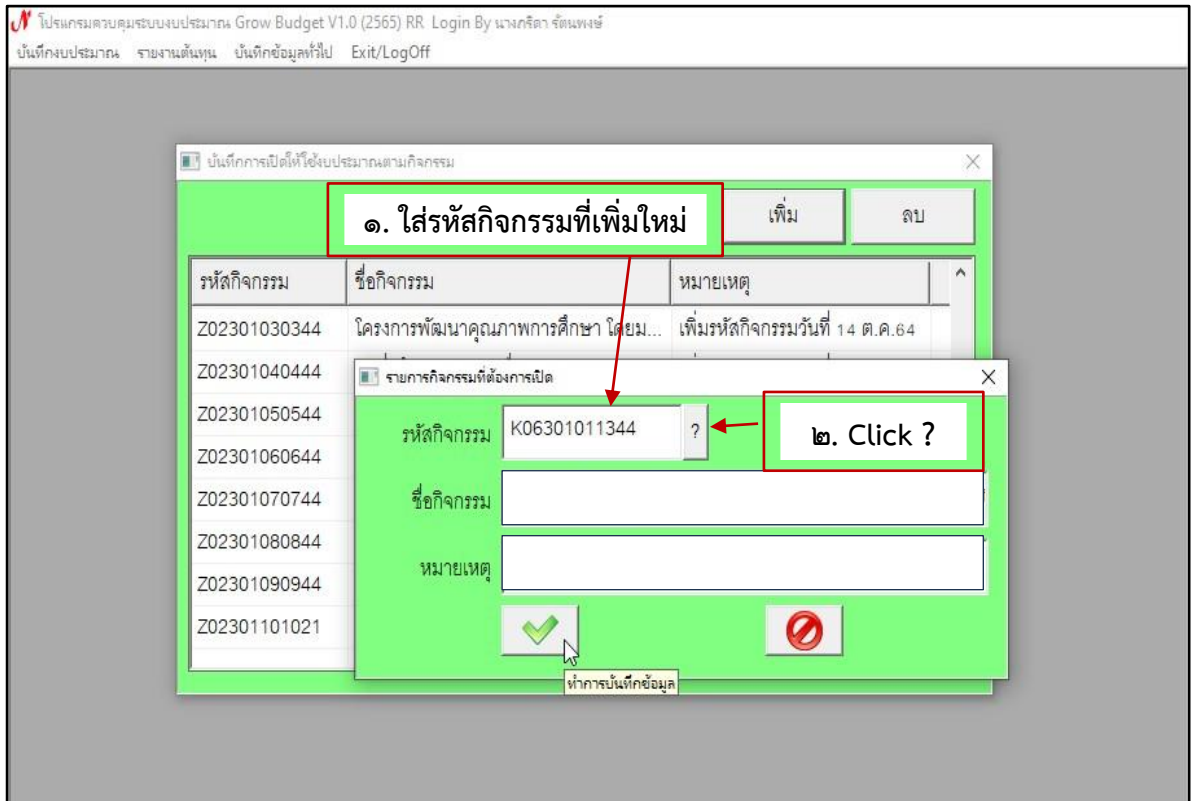 โปรแกรมควบคุมระบบงบประมาณ Grow Budget V1.0 (2565) RR Login By นางกริดา รัตนพงษ์
บันทึกงบประมาณ รายงานต้นทุน บันทึกข้อมูลทั่วไป Exit/LogOff
บันทึกการเปิดให้ใช้งบประมาณตามกิจกรรม
๑. ใส่รหัสกิจกรรมที่เพิ่มใหม่
เพิ่ม ลบ
รหัสกิจกรรม ชื่อกิจกรรม หมายเหตุ
Z02301030344 โครงการพัฒนาคุณภาพการศึกษา โดยม... เพิ่มรหัสกิจกรรมวันที่ 14 ต.ค.64
Z02301040444
Z02301050544
Z02301060644
Z02301070744
Z02301080844
Z02301090944
Z02301101021
รายการกิจกรรมที่ต้องการเปิด
รหัสกิจกรรม K06301011344 ?
๒. Click ?
ชื่อกิจกรรม
หมายเหตุ
ทำการบันทึกข้อมูล